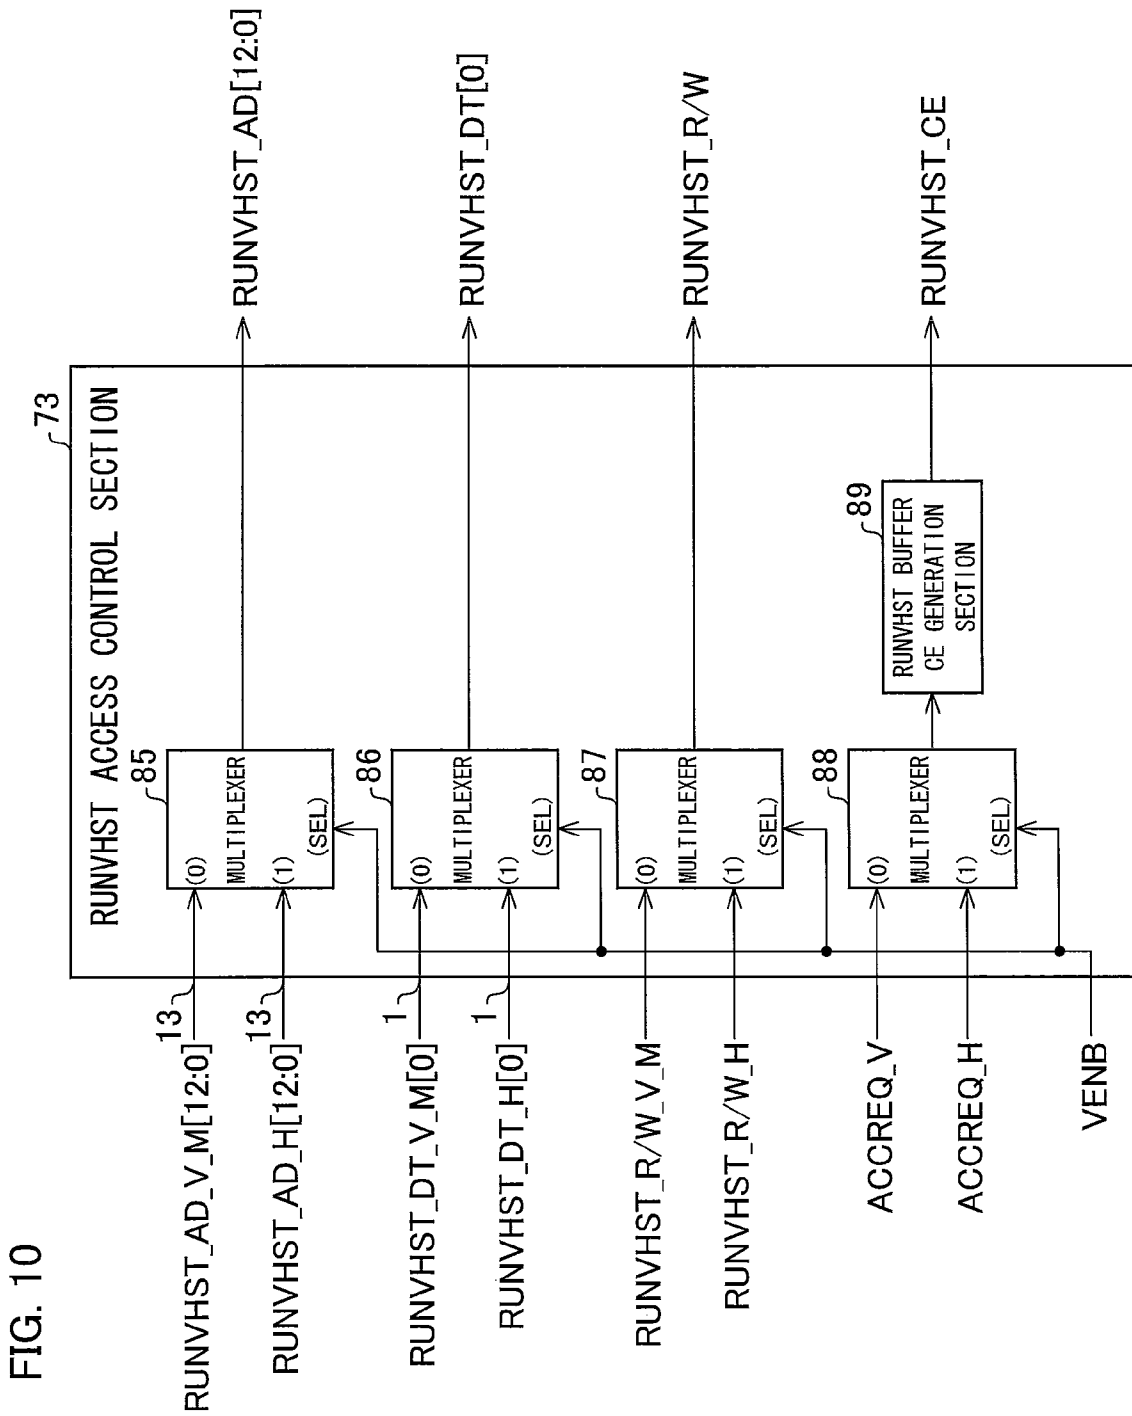 FIG. 10
73
RUNVHST ACCESS CONTROL SECTION
RUNVHST_AD_V_M[12:0]
13
RUNVHST_AD_H[12:0]
13
85
(0)
MULTIPLEXER
(1)
(SEL)
RUNVHST_AD[12:0]
RUNVHST_DT_V_M[0]
1
RUNVHST_DT_H[0]
1
86
(0)
MULTIPLEXER
(1)
(SEL)
RUNVHST_DT[0]
RUNVHST_R/W_V_M
RUNVHST_R/W_H
87
(0)
MULTIPLEXER
(1)
(SEL)
RUNVHST_R/W
ACCREQ_V
ACCREQ_H
88
(0)
MULTIPLEXER
(1)
(SEL)
89
RUNVHST BUFFER
CE GENERATION
SECTION
RUNVHST_CE
VENB